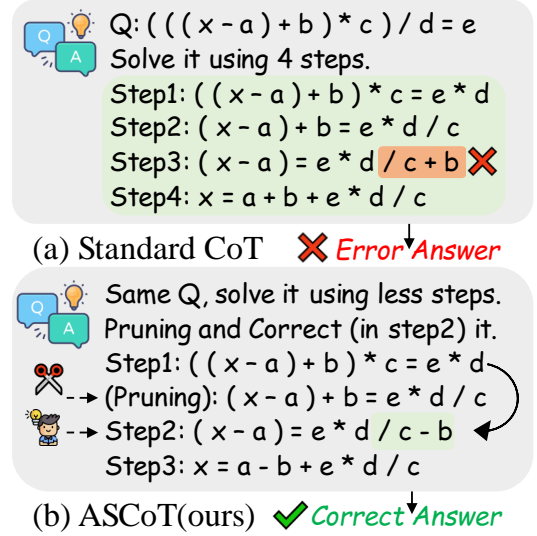 Q: ( ( ( x – a ) + b ) * c ) / d = e
Solve it using 4 steps.
Step1: ( ( x – a ) + b ) * c = e * d
Step2: ( x – a ) + b = e * d / c
Step3: ( x – a ) = e * d / c + b
Step4: x = a + b + e * d / c
(a) Standard CoT Error Answer
Q
A
Same Q, solve it using less steps.
Pruning and Correct (in step2) it.
Step1: ( ( x – a ) + b ) * c = e * d
(Pruning): ( x – a ) + b = e * d / c
Step2: ( x – a ) = e * d / c - b
Step3: x = a - b + e * d / c
(b) ASCoT(ours) Correct Answer
Q
A